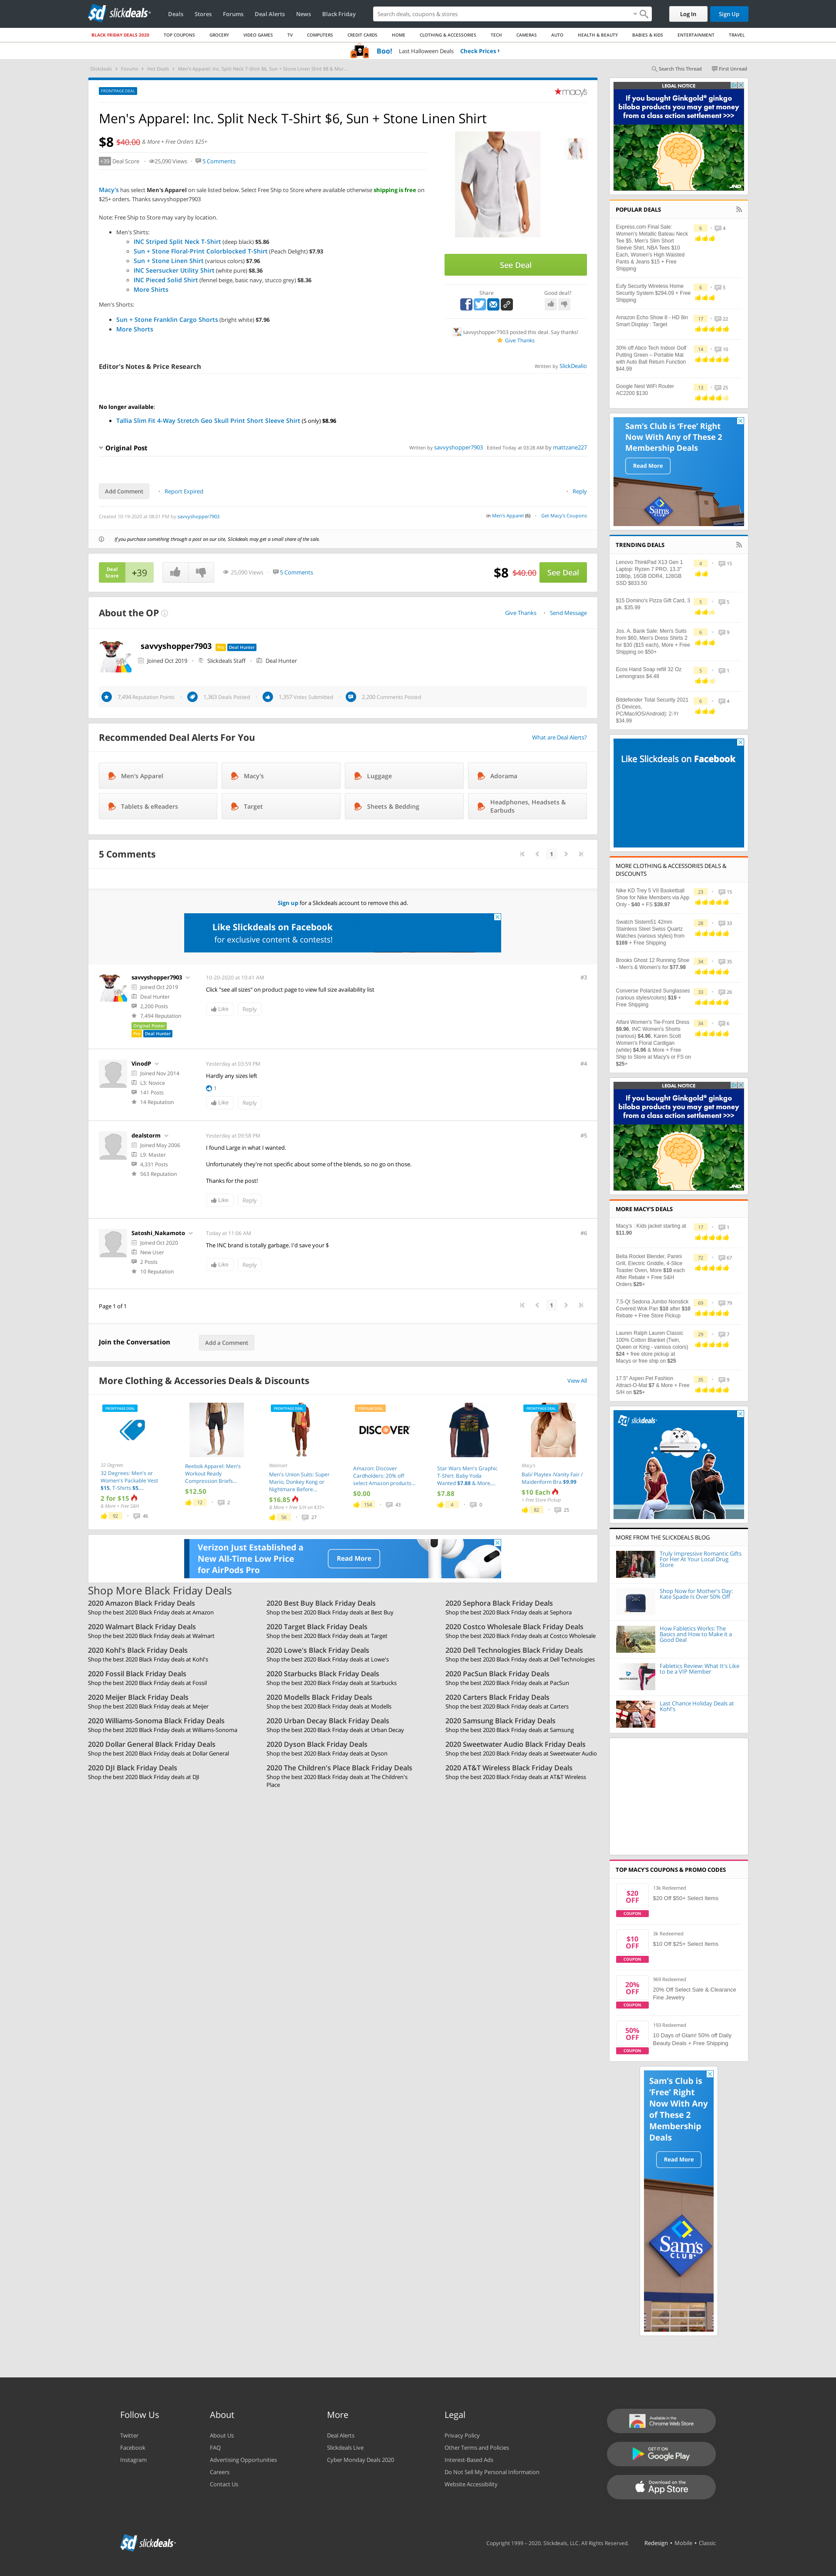 slickdeals
Deals Stores Forums Deal Alerts News Black Friday
Search deals, coupons & stores
Log In
Sign Up
BLACK FRIDAY DEALS 2020 TOP COUPONS GROCERY VIDEO GAMES TV COMPUTERS CREDIT CARDS HOME CLOTHING & ACCESSORIES TECH CAMERAS AUTO HEALTH & BEAUTY BABIES & KIDS ENTERTAINMENT TRAVEL
Boo! Last Halloween Deals Check Prices ›
Slickdeals > Forums > Hot Deals > Men's Apparel: Inc. Split Neck T-Shirt $6, Sun + Stone Linen Shirt $8 & Mor...
Search This Thread First Unread
FRONTPAGE DEAL
★macy's
Men's Apparel: Inc. Split Neck T-Shirt $6, Sun + Stone Linen Shirt
$8 $40.00 & More + Free Orders $25+
+39 Deal Score 25,090 Views 5 Comments
Macy's has select Men's Apparel on sale listed below. Select Free Ship to Store where available otherwise shipping is free on
$25+ orders. Thanks savvyshopper7903
Note: Free Ship to Store may vary by location.
Men's Shirts:
INC Striped Split Neck T-Shirt (deep black) $5.86
Sun + Stone Floral-Print Colorblocked T-Shirt (Peach Delight) $7.93
Sun + Stone Linen Shirt (various colors) $7.96
INC Seersucker Utility Shirt (white pure) $8.36
INC Pieced Solid Shirt (fennel beige, basic navy, stucco grey) $8.36
More Shirts
Men's Shorts:
Sun + Stone Franklin Cargo Shorts (bright white) $7.96
More Shorts
See Deal
Share Good deal?
savvyshopper7903 posted this deal. Say thanks!
Give Thanks
Editor's Notes & Price Research
Written by SlickDealio
No longer available:
Tallia Slim Fit 4-Way Stretch Geo Skull Print Short Sleeve Shirt (S only) $8.96
Original Post
Written by savvyshopper7903 Edited Today at 03:28 AM by mattzane227
Add Comment Report Expired Reply
Created 10-19-2020 at 08:01 PM by savvyshopper7903
in Men's Apparel (6) Get Macy's Coupons
If you purchase something through a post on our site, Slickdeals may get a small share of the sale.
Deal Score +39 25,090 Views 5 Comments
$8 $40.00 See Deal
About the OP
Give Thanks Send Message
savvyshopper7903 Pro Deal Hunter
Joined Oct 2019 Slickdeals Staff Deal Hunter
7,494 Reputation Points 1,363 Deals Posted 1,357 Votes Submitted 2,200 Comments Posted
Recommended Deal Alerts For You
What are Deal Alerts?
Men's Apparel Macy's Luggage Adorama
Tablets & eReaders Target Sheets & Bedding Headphones, Headsets & Earbuds
5 Comments
1
Sign up for a Slickdeals account to remove this ad.
Like Slickdeals on Facebook
for exclusive content & contests!
savvyshopper7903
Joined Oct 2019
Deal Hunter
2,200 Posts
7,494 Reputation
Original Poster
Pro Deal Hunter
10-20-2020 at 10:41 AM
#3
Click "see all sizes" on product page to view full size availability list
Like Reply
VinodP
Joined Nov 2014
L3: Novice
141 Posts
14 Reputation
Yesterday at 03:59 PM
#4
Hardly any sizes left
1
Like Reply
dealstorm
Joined May 2006
L9: Master
4,331 Posts
563 Reputation
Yesterday at 09:58 PM
#5
I found Large in what I wanted.
Unfortunately they're not specific about some of the blends, so no go on those.
Thanks for the post!
Like Reply
Satoshi_Nakamoto
Joined Oct 2020
New User
2 Posts
10 Reputation
Today at 11:06 AM
#6
The INC brand is totally garbage. I'd save your $
Like Reply
Page 1 of 1
1
Join the Conversation Add a Comment
More Clothing & Accessories Deals & Discounts
View All
FRONTPAGE DEAL
32 Degrees
32 Degrees: Men's or
Women's Packable Vest
$15, T-Shirts $5,...
2 for $15
& More + Free S&H
92 46
Reebok Apparel: Men's
Workout Ready
Compression Briefs...
$12.50
12 2
FRONTPAGE DEAL
Walmart
Men's Union Suits: Super
Mario, Donkey Kong or
Nightmare Before...
$16.85
& More + Free S/H on $35+
56 27
POPULAR DEAL
DISCOVER
Amazon: Discover
Cardholders: 20% off
select Amazon products...
$0.00
154 43
Star Wars Men's Graphic
T-Shirt: Baby Yoda
Wanted $7.88 & More,...
$7.88
4 0
FRONTPAGE DEAL
Macy's
Bali/ Playtex /Vanity Fair /
Maidenform Bra $9.99
$10 Each
+ Free Store Pickup
82 25
Verizon Just Established a
New All-Time Low Price
for AirPods Pro
Read More
Shop More Black Friday Deals
2020 Amazon Black Friday Deals
Shop the best 2020 Black Friday deals at Amazon
2020 Best Buy Black Friday Deals
Shop the best 2020 Black Friday deals at Best Buy
2020 Sephora Black Friday Deals
Shop the best 2020 Black Friday deals at Sephora
2020 Walmart Black Friday Deals
Shop the best 2020 Black Friday deals at Walmart
2020 Target Black Friday Deals
Shop the best 2020 Black Friday deals at Target
2020 Costco Wholesale Black Friday Deals
Shop the best 2020 Black Friday deals at Costco Wholesale
2020 Kohl's Black Friday Deals
Shop the best 2020 Black Friday deals at Kohl's
2020 Lowe's Black Friday Deals
Shop the best 2020 Black Friday deals at Lowe's
2020 Dell Technologies Black Friday Deals
Shop the best 2020 Black Friday deals at Dell Technologies
2020 Fossil Black Friday Deals
Shop the best 2020 Black Friday deals at Fossil
2020 Starbucks Black Friday Deals
Shop the best 2020 Black Friday deals at Starbucks
2020 PacSun Black Friday Deals
Shop the best 2020 Black Friday deals at PacSun
2020 Meijer Black Friday Deals
Shop the best 2020 Black Friday deals at Meijer
2020 Modells Black Friday Deals
Shop the best 2020 Black Friday deals at Modells
2020 Carters Black Friday Deals
Shop the best 2020 Black Friday deals at Carters
2020 Williams-Sonoma Black Friday Deals
Shop the best 2020 Black Friday deals at Williams-Sonoma
2020 Urban Decay Black Friday Deals
Shop the best 2020 Black Friday deals at Urban Decay
2020 Samsung Black Friday Deals
Shop the best 2020 Black Friday deals at Samsung
2020 Dollar General Black Friday Deals
Shop the best 2020 Black Friday deals at Dollar General
2020 Dyson Black Friday Deals
Shop the best 2020 Black Friday deals at Dyson
2020 Sweetwater Audio Black Friday Deals
Shop the best 2020 Black Friday deals at Sweetwater Audio
2020 DJI Black Friday Deals
Shop the best 2020 Black Friday deals at DJI
2020 The Children's Place Black Friday Deals
Shop the best 2020 Black Friday deals at The Children's
Place
2020 AT&T Wireless Black Friday Deals
Shop the best 2020 Black Friday deals at AT&T Wireless
LEGAL NOTICE
If you bought Ginkgold® ginkgo
biloba products you may get money
from a class action settlement >>>
JND
POPULAR DEALS
Express.com Final Sale:
Women's Metallic Bateau Neck
Tee $5, Men's Slim Short
Sleeve Shirt, NBA Tees $10
Each, Women's High Waisted
Pants & Jeans $15 + Free
Shipping
6 4
Eufy Security Wireless Home
Security System $294.09 + Free
Shipping
6 5
Amazon Echo Show 8 - HD 8in
Smart Display : Target
17 22
30% off Abco Tech Indoor Golf
Putting Green – Portable Mat
with Auto Ball Return Function
$44.99
14 10
Google Nest WiFi Router
AC2200 $130
13 25
Sam's Club is 'Free' Right
Now With Any of These 2
Membership Deals
Read More
Sam's
TRENDING DEALS
Lenovo ThinkPad X13 Gen 1
Laptop: Ryzen 7 PRO, 13.3"
1080p, 16GB DDR4, 128GB
SSD $833.50
4 15
$15 Domino's Pizza Gift Card, 3
pk. $35.99
5 5
Jos. A. Bank Sale: Men's Suits
from $60, Men's Dress Shirts 2
for $30 ($15 each), More + Free
Shipping on $50+
6 9
Ecos Hand Soap refill 32 Oz
Lemongrass $4.48
5 1
Bitdefender Total Security 2021
(5 Devices,
PC/Mac/iOS/Android): 2-Yr
$34.99
6 4
Like Slickdeals on Facebook
MORE CLOTHING & ACCESSORIES DEALS &
DISCOUNTS
Nike KD Trey 5 VII Basketball
Shoe for Nike Members via App
Only - $40 + FS $39.97
23 15
Swatch Sistem51 42mm
Stainless Steel Swiss Quartz
Watches (various styles) from
$169 + Free Shipping
28 33
Brooks Ghost 12 Running Shoe
- Men's & Women's for $77.98
34 35
Converse Polarized Sunglasses
(various styles/colors) $19 +
Free Shipping
33 26
Alfani Women's Tie-Front Dress
$9.96, INC Women's Shorts
(various) $4.96, Karen Scott
Women's Floral Cardigan
(white) $4.96 & More + Free
Ship to Store at Macy's or FS on
$25+
34 6
LEGAL NOTICE
If you bought Ginkgold® ginkgo
biloba products you may get money
from a class action settlement >>>
JND
MORE MACY'S DEALS
Macy's : Kids jacket starting at
$11.90
17 1
Bella Rocket Blender, Panini
Grill, Electric Griddle, 4-Slice
Toaster Oven, More $10 each
After Rebate + Free S&H
Orders $25+
72 67
7.5-Qt Sedona Jumbo Nonstick
Covered Wok Pan $10 after $10
Rebate + Free Store Pickup
69 79
Lauren Ralph Lauren Classic
100% Cotton Blanket (Twin,
Queen or King - various colors)
$24 + free store pickup at
Macys or free ship on $25
29 7
17.5" Aspen Pet Fashion
Attract-O-Mat $7 & More + Free
S/H on $25+
35 9
slickdeals
MORE FROM THE SLICKDEALS BLOG
Truly Impressive Romantic Gifts
For Her At Your Local Drug
Store
Shop Now for Mother's Day:
Kate Spade Is Over 50% Off
How Fabletics Works: The
Basics and How to Make it a
Good Deal
Fabletics Review: What It's Like
to be a VIP Member
Last Chance Holiday Deals at
Kohl's
TOP MACY'S COUPONS & PROMO CODES
$20 OFF COUPON
13k Redeemed
$20 Off $50+ Select Items
$10 OFF COUPON
3k Redeemed
$10 Off $25+ Select Items
20% OFF COUPON
969 Redeemed
20% Off Select Sale & Clearance
Fine Jewelry
50% OFF COUPON
193 Redeemed
10 Days of Glam! 50% off Daily
Beauty Deals + Free Shipping
Sam's Club is
'Free' Right
Now With Any
of These 2
Membership
Deals
Read More
Sam's
CLUB
Follow Us
Twitter
Facebook
Instagram
About
About Us
FAQ
Advertising Opportunities
Careers
Contact Us
More
Deal Alerts
Slickdeals Live
Cyber Monday Deals 2020
Legal
Privacy Policy
Other Terms and Policies
Interest-Based Ads
Do Not Sell My Personal Information
Website Accessibility
Available in the
Chrome Web Store
GET IT ON
Google Play
Download on the
App Store
slickdeals
Copyright 1999 – 2020. Slickdeals, LLC. All Rights Reserved. Redesign • Mobile • Classic